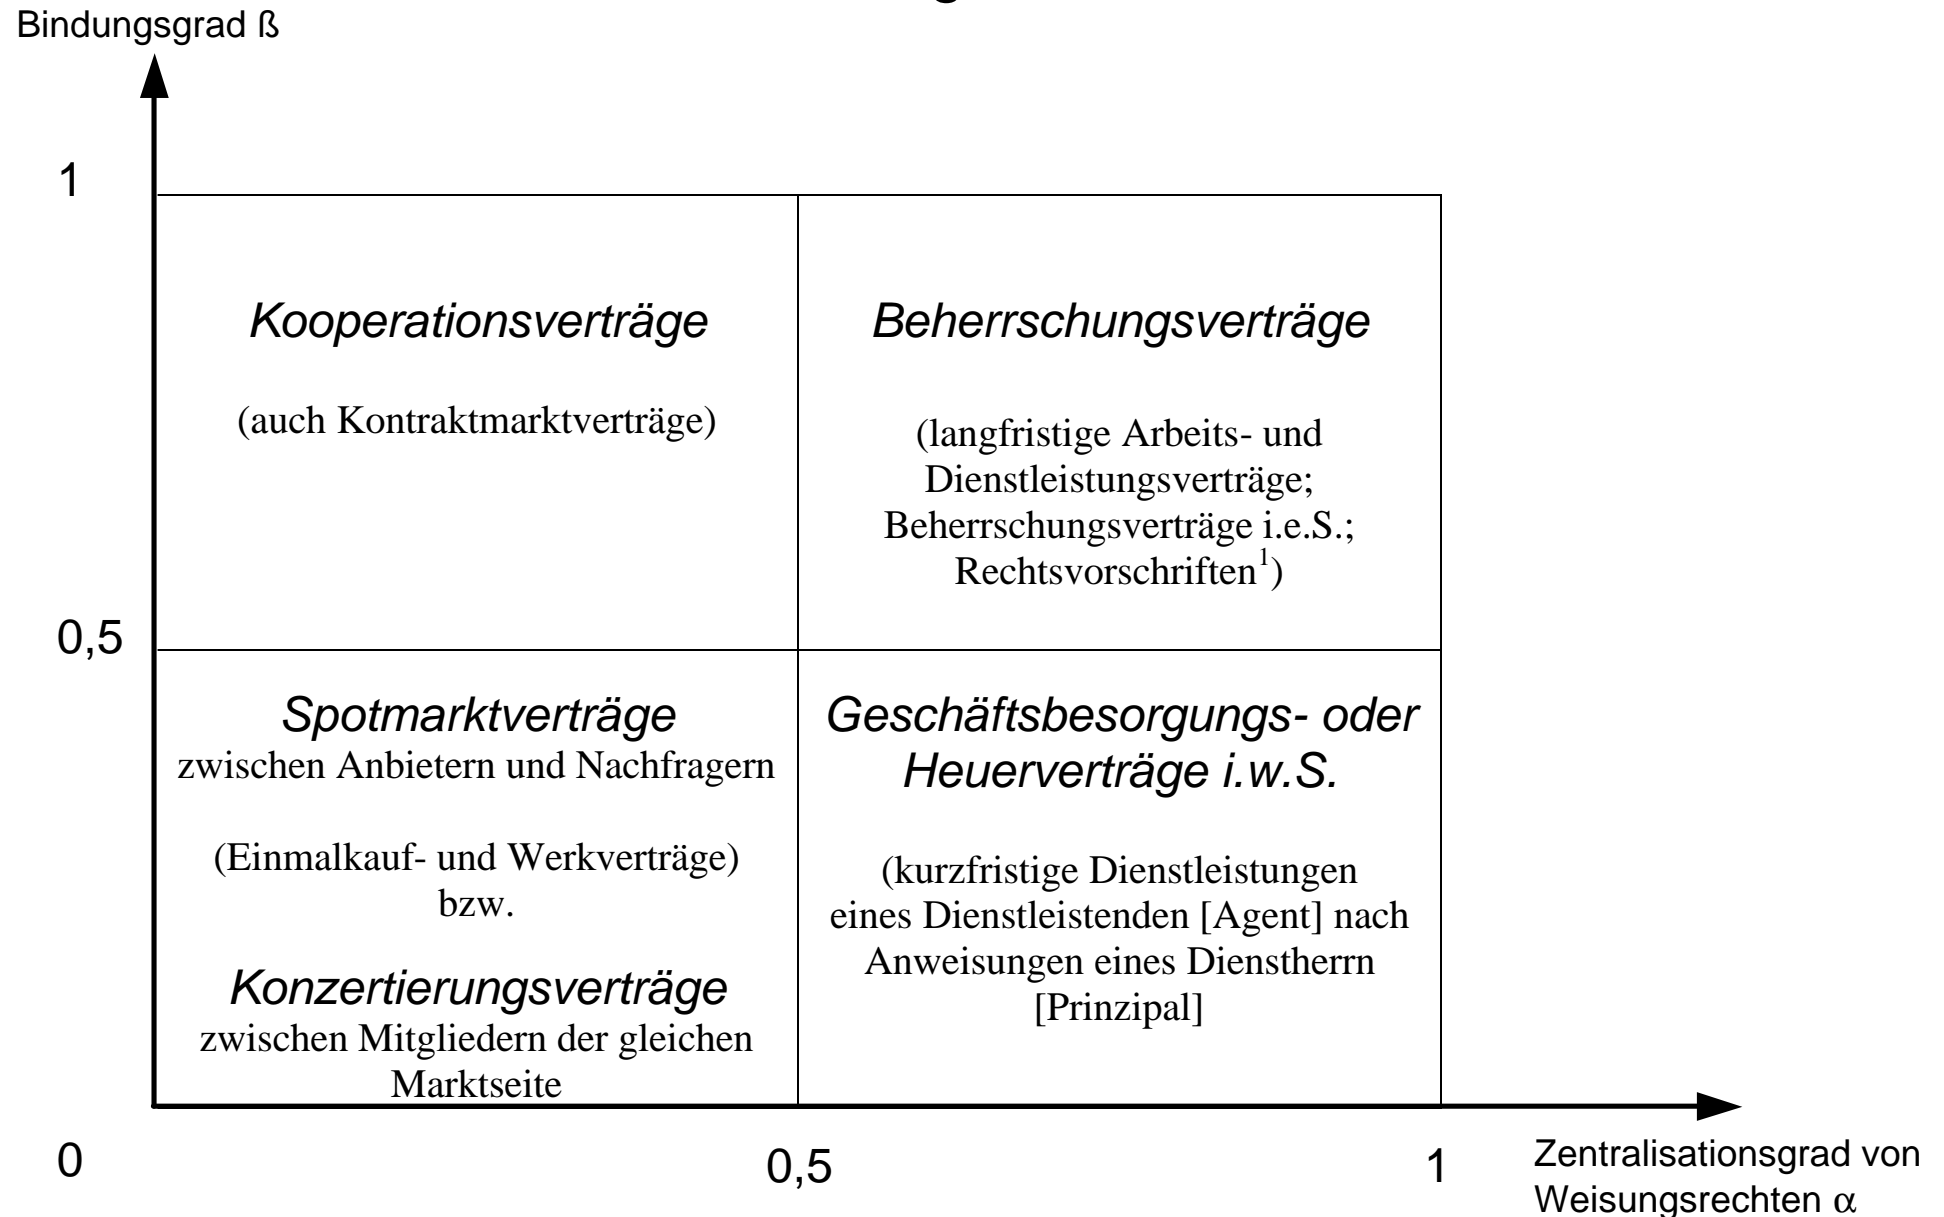 Bindungsgrad ß
1
Kooperationsverträge
(auch Kontraktmarktverträge)
Beherrschungsverträge
(langfristige Arbeits- und
Dienstleistungsverträge;
Beherrschungsverträge i.e.S.;
Rechtsvorschriften¹)
0,5
Spotmarktverträge
zwischen Anbietern und Nachfragern
(Einmalkauf- und Werkverträge)
bzw.
Konzertierungsverträge
zwischen Mitgliedern der gleichen
Marktseite
Geschäftsbesorgungs- oder
Heuerverträge i.w.S.
(kurzfristige Dienstleistungen
eines Dienstleistenden [Agent] nach
Anweisungen eines Dienstherrn
[Prinzipal]
0
0,5
1
Zentralisationsgrad von
Weisungsrechten α